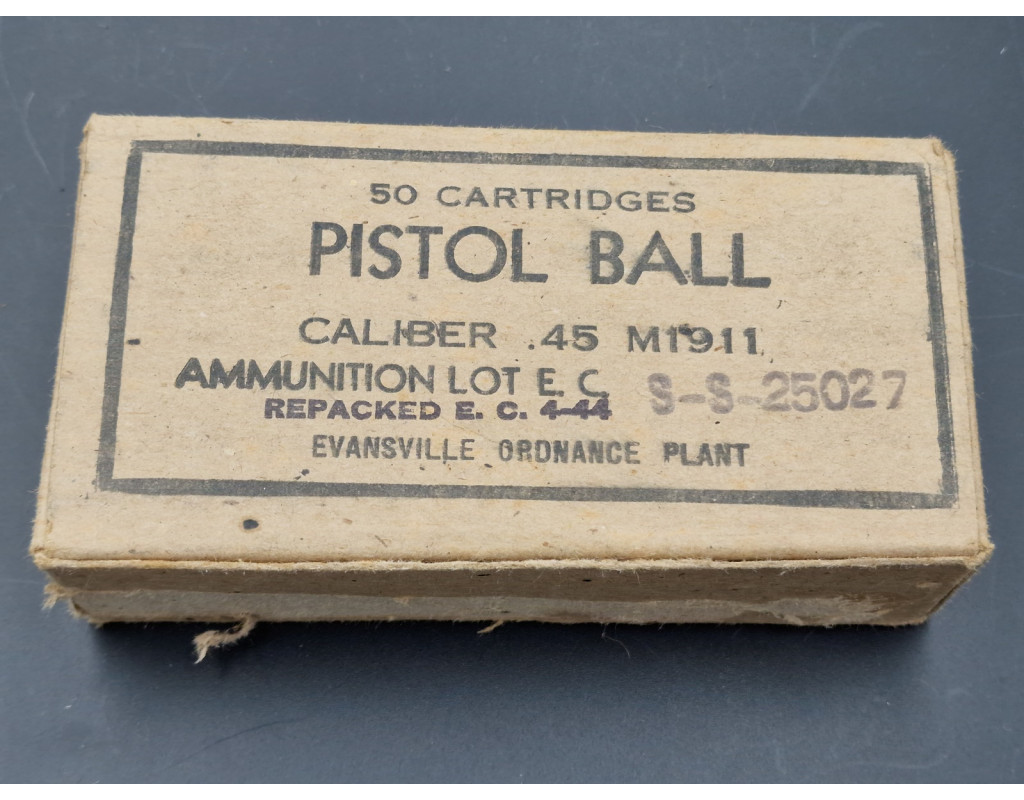 50 CARTRIDGES
PISTOL BALL
CALIBER .45 M1911
AMMUNITION LOT E. C. S-S-25027
REPACKED E. C. 4-44
EVANSVILLE ORDNANCE PLANT